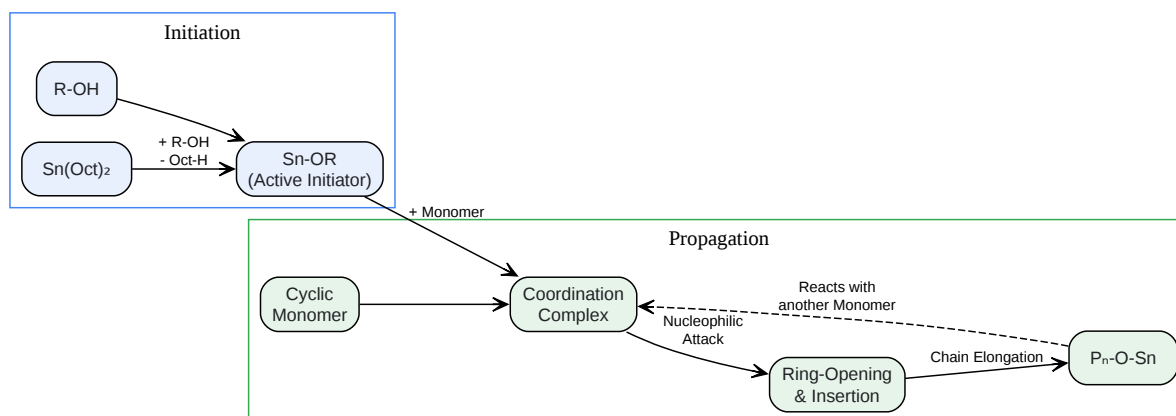 Initiation
R-OH
+ R-OH
- Oct-H
Sn(Oct)₂
Sn-OR
(Active Initiator)
+ Monomer
Propagation
Cyclic
Monomer
Coordination
Complex
Reacts with
another Monomer
Nucleophilic
Attack
Ring-Opening
& Insertion
Chain Elongation
Pₙ-O-Sn